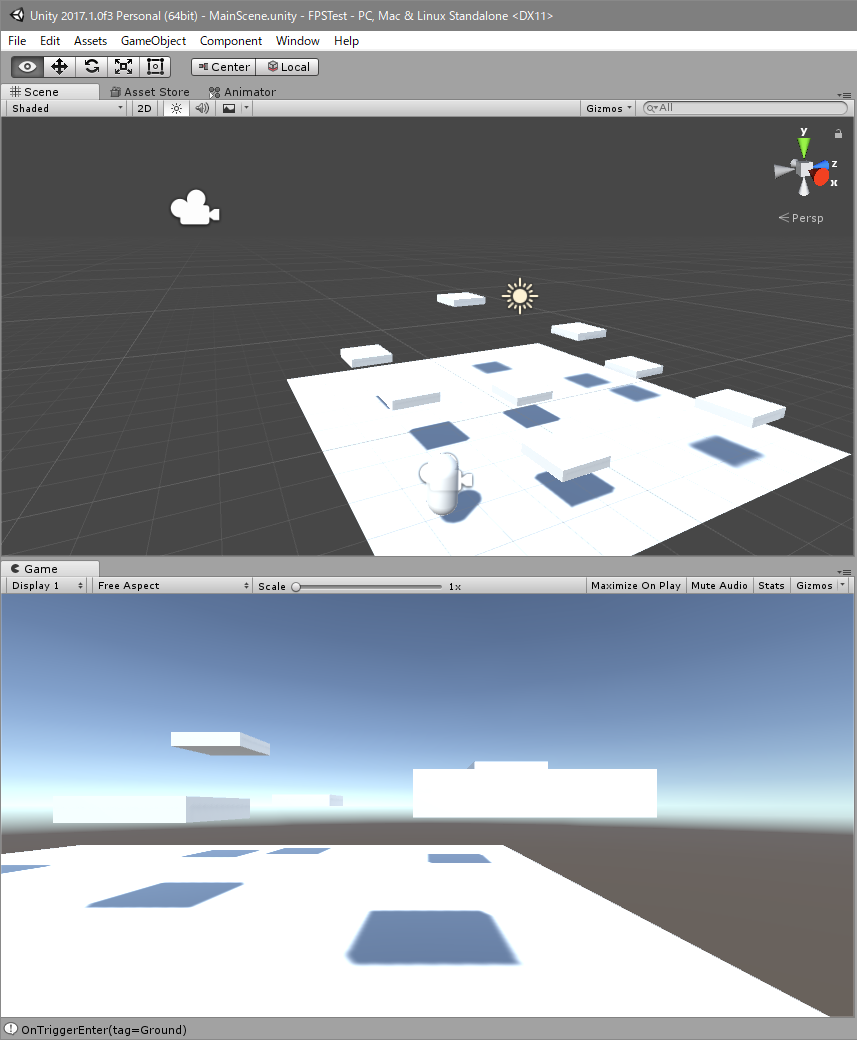 Unity 2017.1.0f3 Personal (64bit) - MainScene.unity - FPSTest - PC, Mac & Linux Standalone <DX11>
File Edit Assets GameObject Component Window Help
Center Local
Scene Asset Store Animator
Shaded 2D Gizmos All
y
z
x
Persp
Game
Display 1 Free Aspect Scale 1x Maximize On Play Mute Audio Stats Gizmos
OnTriggerEnter(tag=Ground)